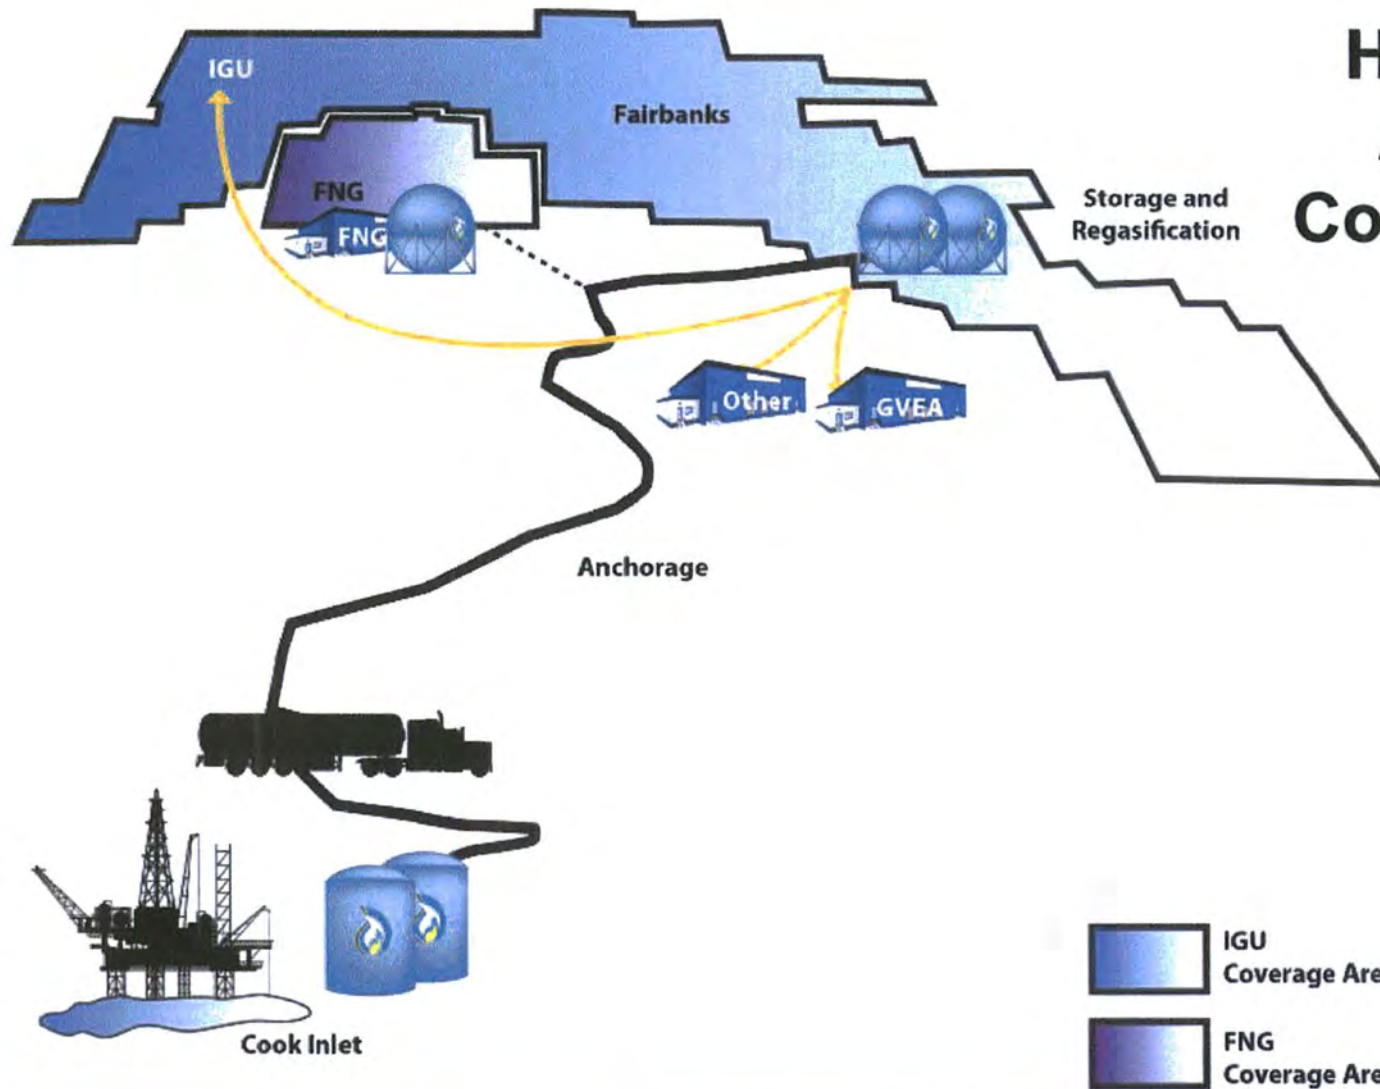 H
IGU
Fairbanks
FNG
Storage and
Regasification
Co
FNG
Other
GVEA
Anchorage
Cook Inlet
IGU
Coverage Are
FNG
Coverage Are